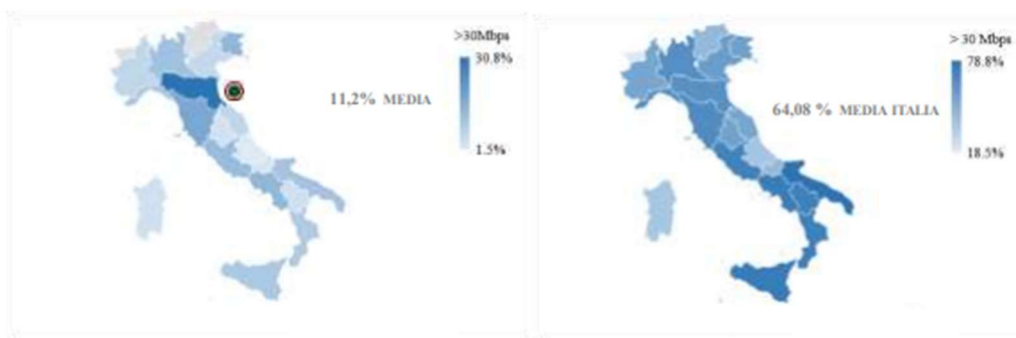 >30Mbps
30.8%
11,2% MEDIA
1.5%
> 30 Mbps
78.8%
64,08 % MEDIA ITALIA
18.5%